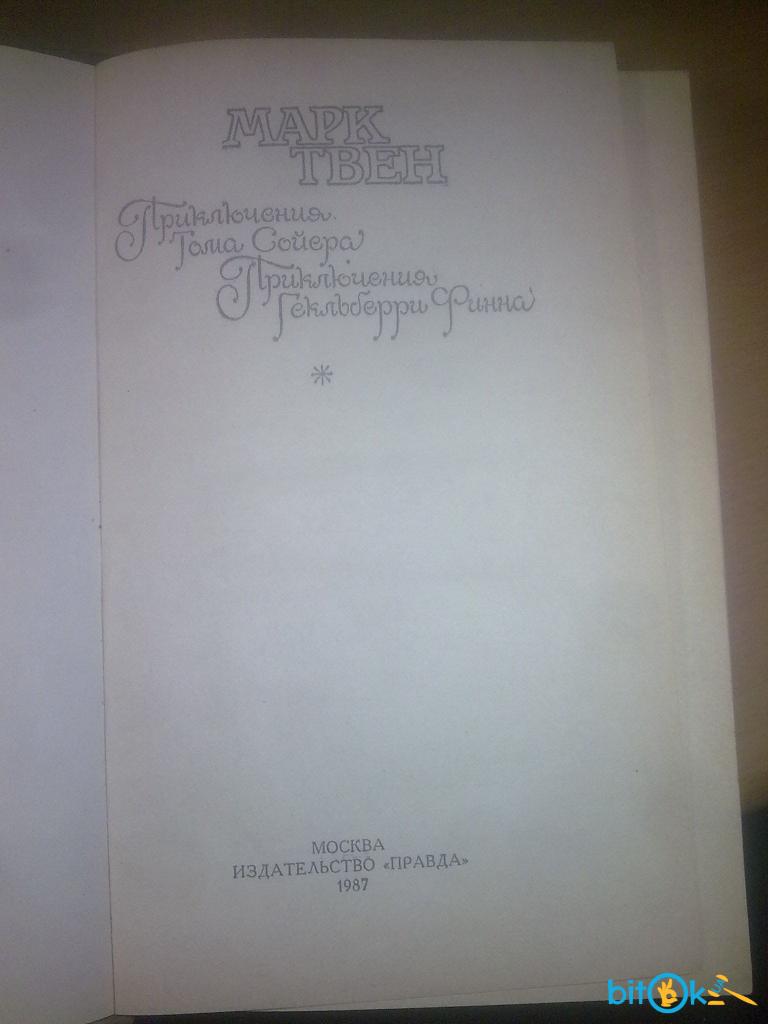 МАРК
ТВЕН
Приключения
Тома Сойера
Приключения
Гекльберри Финна
МОСКВА
ИЗДАТЕЛЬСТВО «ПРАВДА»
1987
bitOk